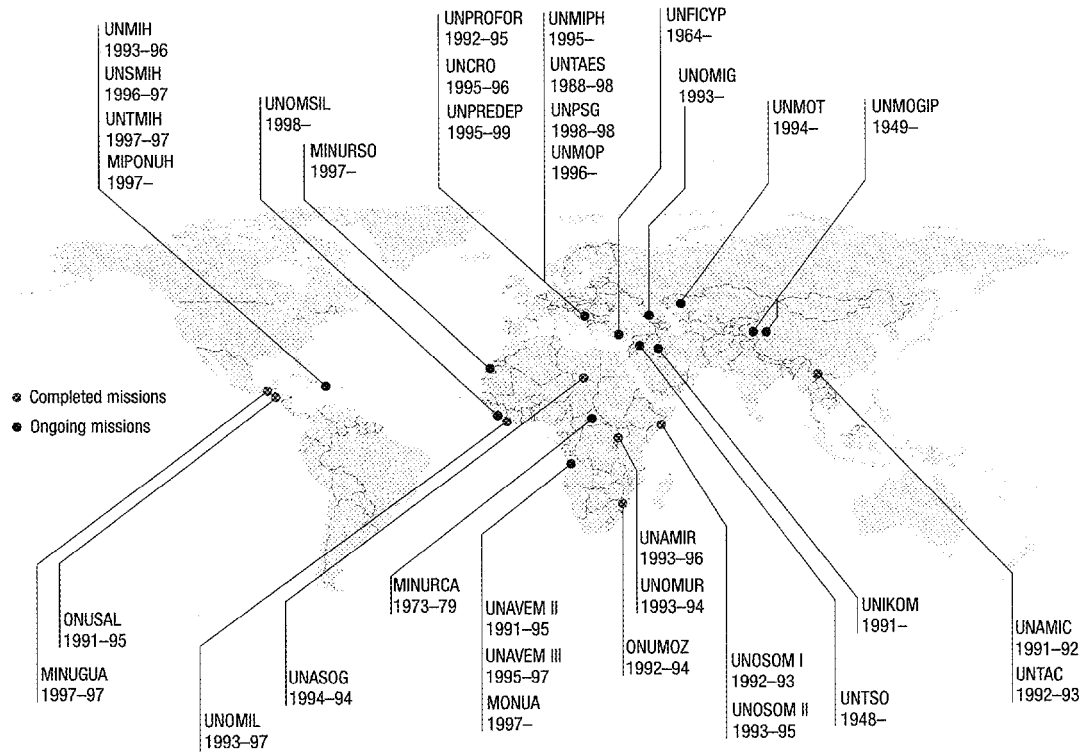 UNMIH
1993–96
UNSMIH
1996–97
UNTMIH
1997–97
MIPONUH
1997–
UNOMSIL
1998–
MINURSO
1997–
UNPROFOR
1992–95
UNCRO
1995–96
UNPREDEP
1995–99
UNMIPH
1995–
UNTAES
1988–98
UNPSG
1998–98
UNMOP
1996–
UNFICYP
1964–
UNOMIG
1993–
UNMOT
1994–
UNMOGIP
1949–
Completed missions
Ongoing missions
ONUSAL
1991–95
MINUGUA
1997–97
UNOMIL
1993–97
UNASOG
1994–94
MINURCA
1973–79
UNAVEM II
1991–95
UNAVEM III
1995–97
MONUA
1997–
UNAMIR
1993–96
UNOMUR
1993–94
ONUMOZ
1992–94
UNOSOM I
1992–93
UNOSOM II
1993–95
UNTSO
1948–
UNIKOM
1991–
UNAMIC
1991–92
UNTAC
1992–93